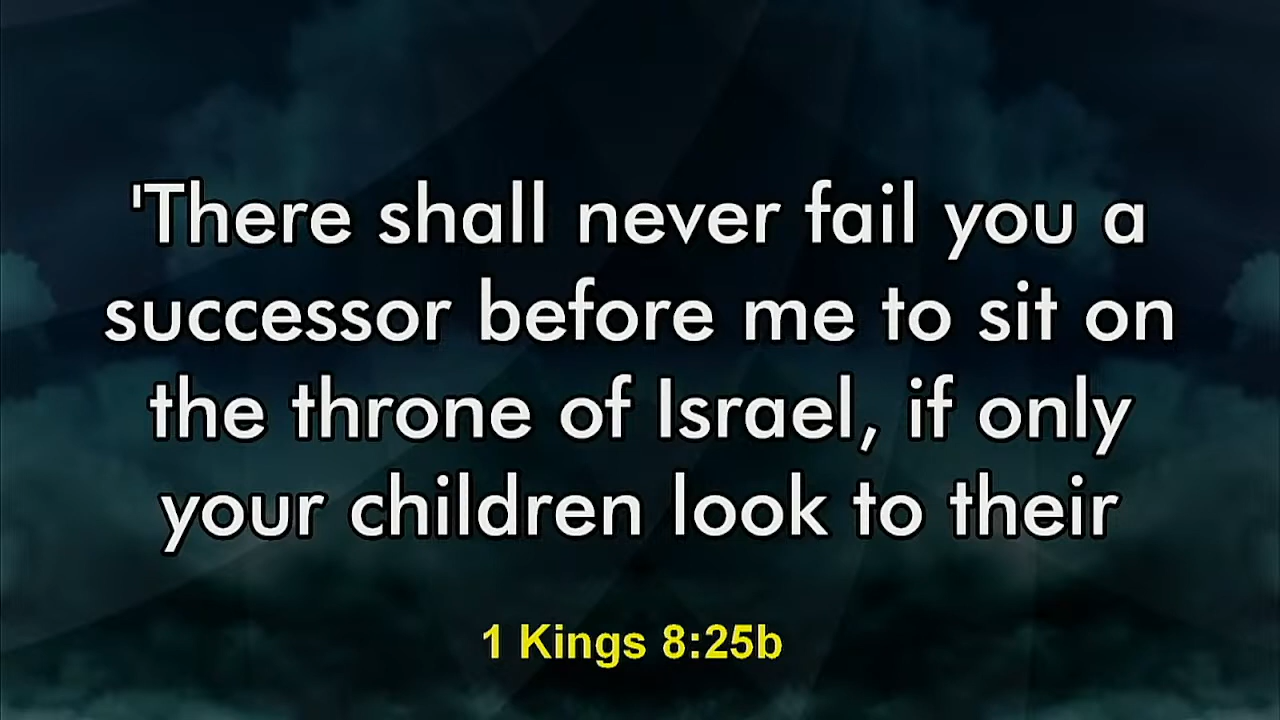 'There shall never fail you a
successor before me to sit on
the throne of Israel, if only
your children look to their
1 Kings 8:25b